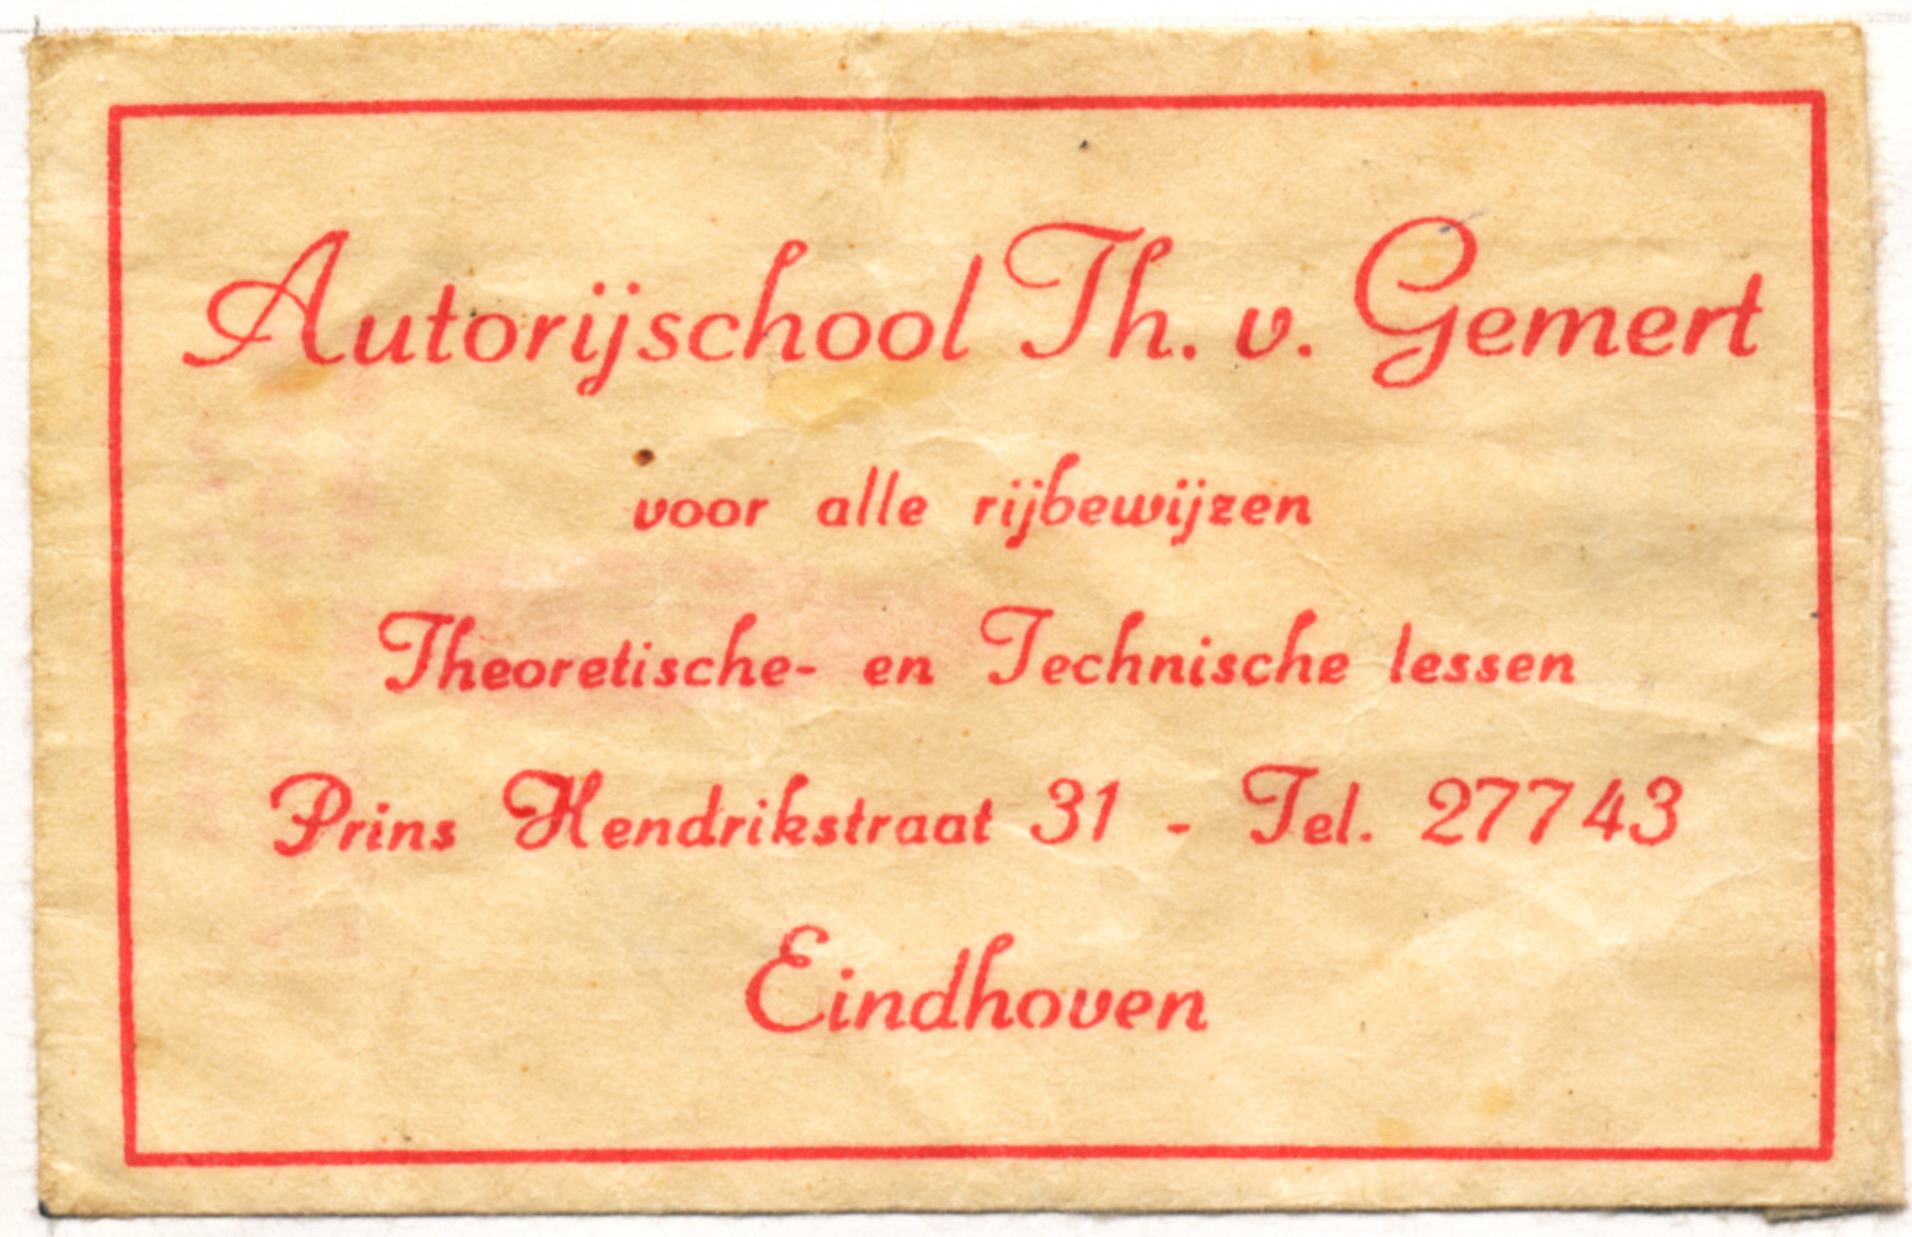 Autorijschool Th. v. Gemert
voor alle rijbewijzen
Theoretische- en Technische lessen
Prins Hendrikstraat 31 - Tel. 27743
Eindhoven